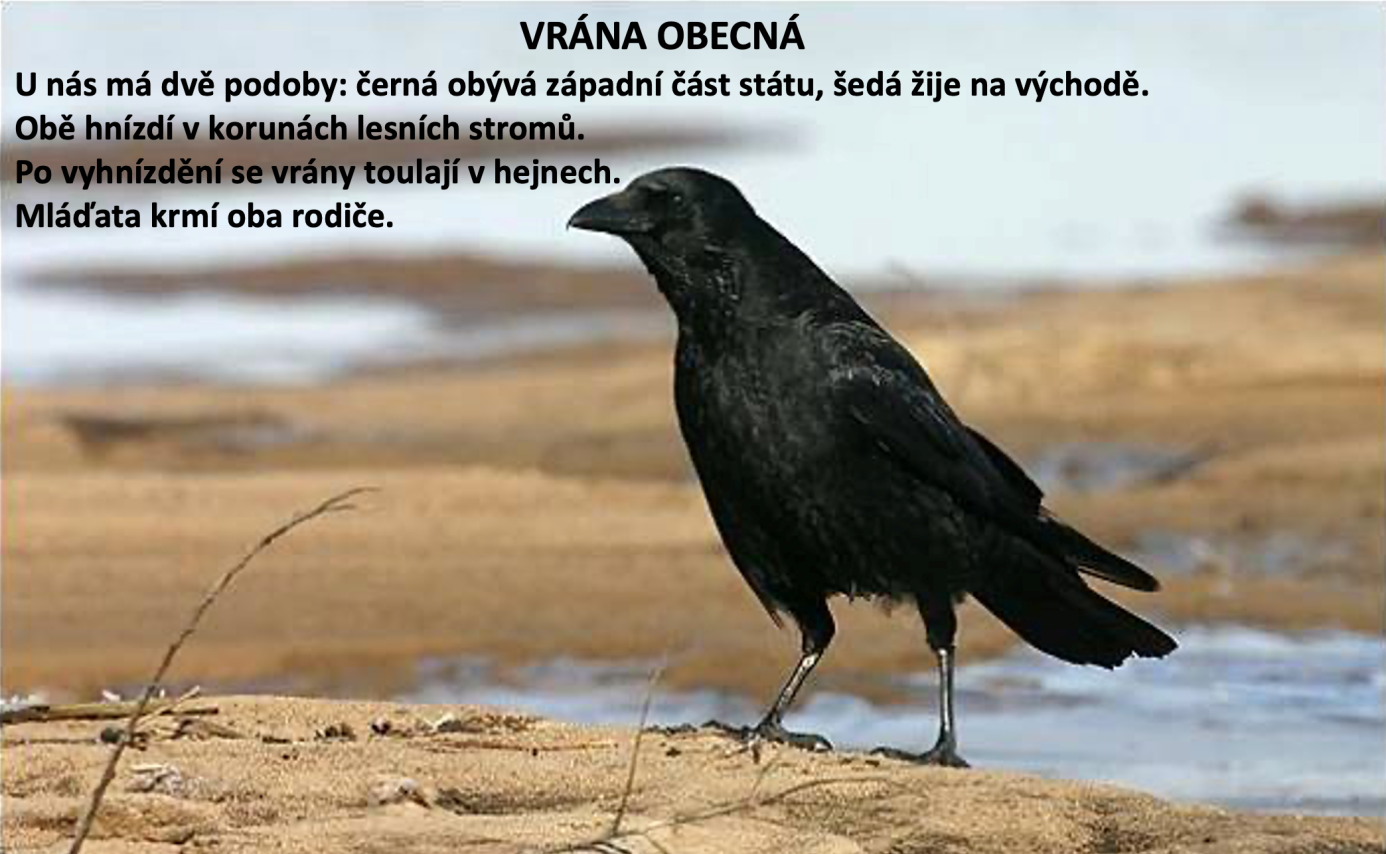 VRÁNA OBECNÁ
U nás má dvě podoby: černá obývá západní část státu, šedá žije na východě.
Obě hnízdí v korunách lesních stromů.
Po vyhnízdění se vrány toulají v hejnech.
Mláďata krmí oba rodiče.